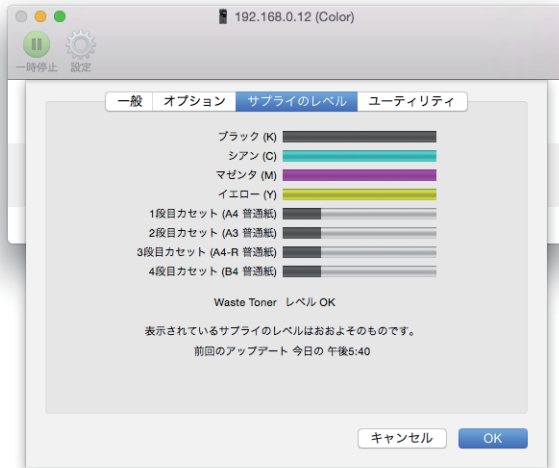 192.168.0.12 (Color)
一時停止 設定
一般 オプション サプライのレベル ユーティリティ
ブラック (K)
シアン (C)
マゼンタ (M)
イエロー (Y)
1段目カセット (A4 普通紙)
2段目カセット (A3 普通紙)
3段目カセット (A4-R 普通紙)
4段目カセット (B4 普通紙)
Waste Toner レベル OK
表示されているサプライのレベルはおおよそのものです。
前回のアップデート 今日の 午後5:40
キャンセル OK